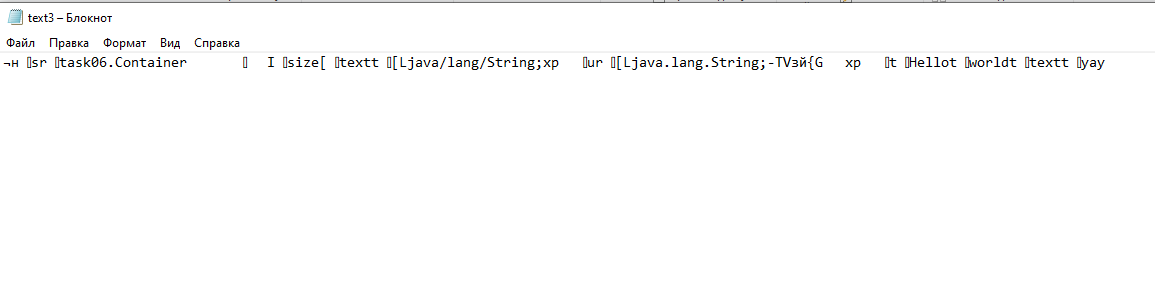 text3 – Блокнот
Файл Правка Формат Вид Справка
¬н sr task06.Container I size[ textt [Ljava/lang/String;xp ur [Ljava.lang.String;-TVэй{G xp t Hellot worldt textt yay